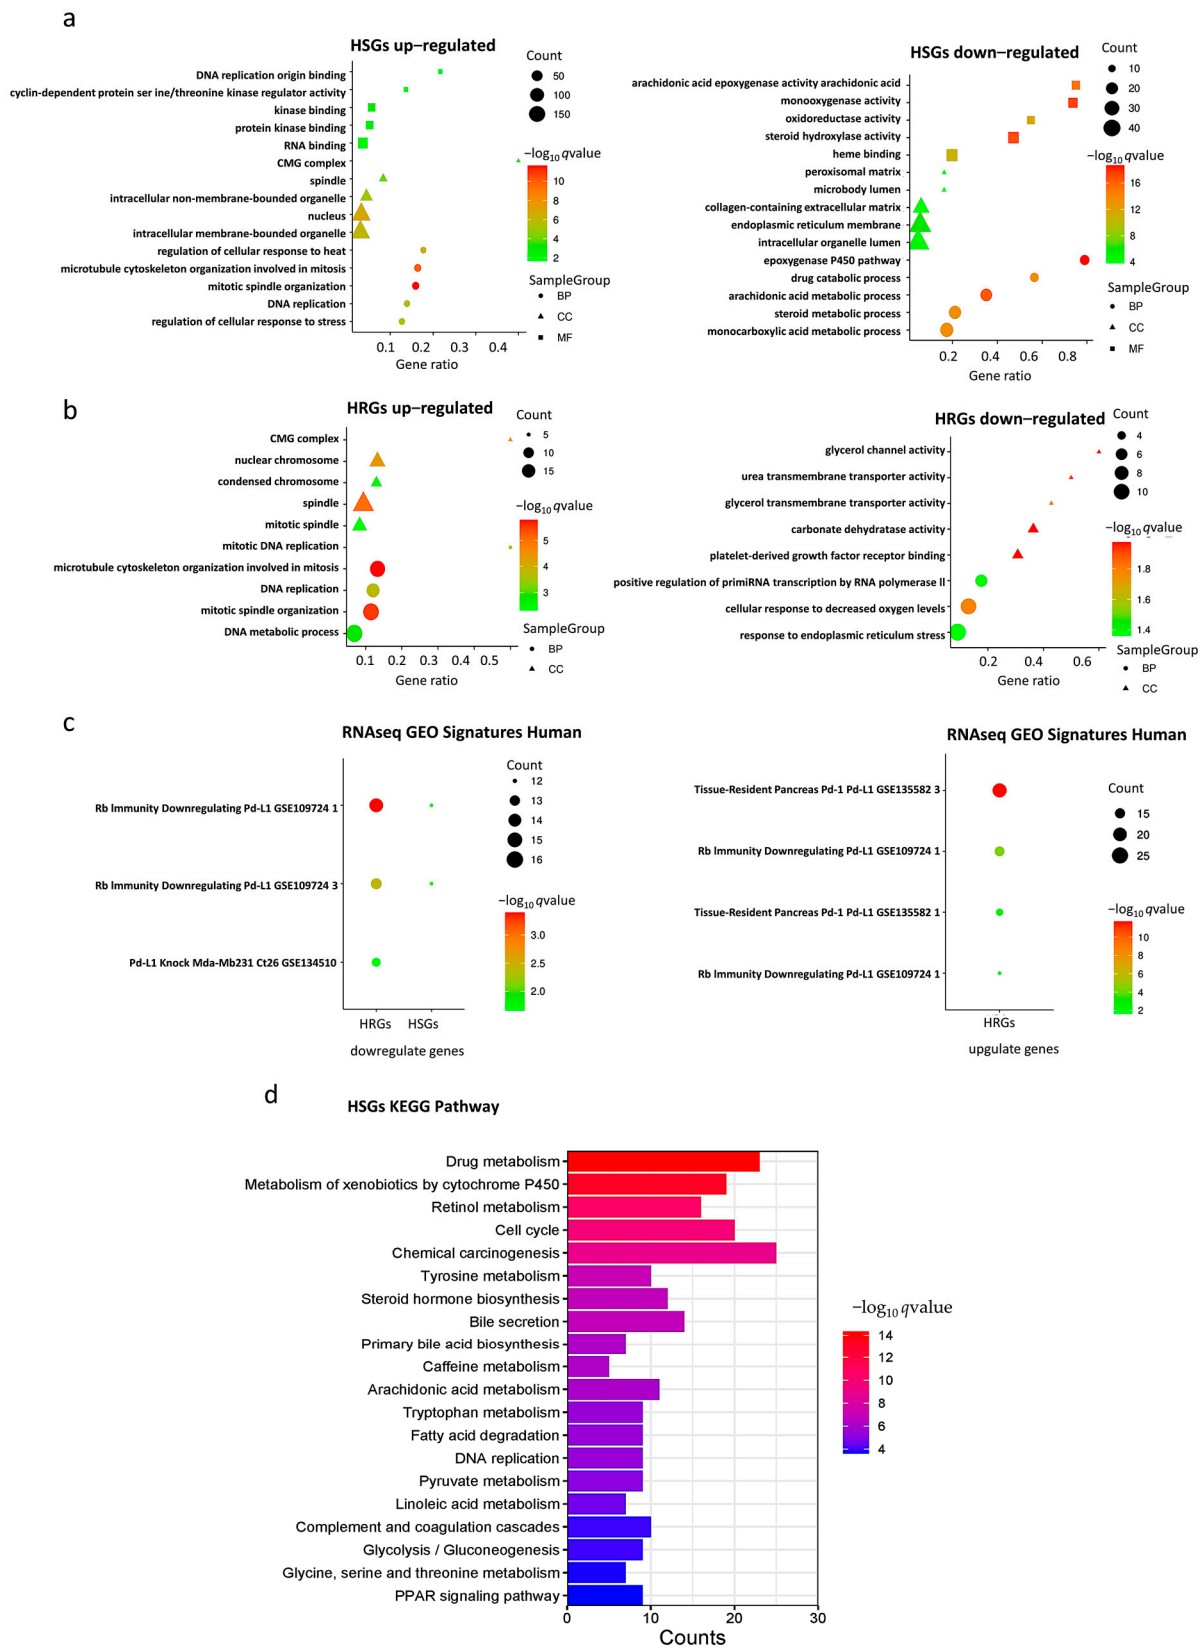 a
HSGs up–regulated
DNA replication origin binding
cyclin-dependent protein ser ine/threonine kinase regulator activity
kinase binding
protein kinase binding
RNA binding
CMG complex
spindle
intracellular non-membrane-bounded organelle
nucleus
intracellular membrane-bounded organelle
regulation of cellular response to heat
microtubule cytoskeleton organization involved in mitosis
mitotic spindle organization
DNA replication
regulation of cellular response to stress
0.1 0.2 0.3 0.4
Gene ratio
Count
50
100
150
−log10 qvalue
10
8
6
4
2
SampleGroup
BP
CC
MF
HSGs down–regulated
arachidonic acid epoxygenase activity arachidonic acid
monooxygenase activity
oxidoreductase activity
steroid hydroxylase activity
heme binding
peroxisomal matrix
microbody lumen
collagen-containing extracellular matrix
endoplasmic reticulum membrane
intracellular organelle lumen
epoxygenase P450 pathway
drug catabolic process
arachidonic acid metabolic process
steroid metabolic process
monocarboxylic acid metabolic process
0.2 0.4 0.6 0.8
Gene ratio
Count
10
20
30
40
−log10 qvalue
16
12
8
4
SampleGroup
BP
CC
MF
b
HRGs up–regulated
CMG complex
nuclear chromosome
condensed chromosome
spindle
mitotic spindle
mitotic DNA replication
microtubule cytoskeleton organization involved in mitosis
DNA replication
mitotic spindle organization
DNA metabolic process
0.1 0.2 0.3 0.4 0.5
Gene ratio
Count
5
10
15
−log10 qvalue
5
4
3
SampleGroup
BP
CC
HRGs down–regulated
glycerol channel activity
urea transmembrane transporter activity
glycerol transmembrane transporter activity
carbonate dehydratase activity
platelet-derived growth factor receptor binding
positive regulation of primiRNA transcription by RNA polymerase II
cellular response to decreased oxygen levels
response to endoplasmic reticulum stress
0.2 0.4 0.6
Gene ratio
Count
4
6
8
10
−log10 qvalue
1.8
1.6
1.4
SampleGroup
BP
CC
c
RNAseq GEO Signatures Human
Rb Immunity Downregulating Pd-L1 GSE109724 1
Rb Immunity Downregulating Pd-L1 GSE109724 3
Pd-L1 Knock Mda-Mb231 Ct26 GSE134510
HRGs HSGs
dowregulate genes
Count
12
13
14
15
16
−log10 qvalue
3.0
2.5
2.0
RNAseq GEO Signatures Human
Tissue-Resident Pancreas Pd-1 Pd-L1 GSE135582 3
Rb Immunity Downregulating Pd-L1 GSE109724 1
Tissue-Resident Pancreas Pd-1 Pd-L1 GSE135582 1
Rb Immunity Downregulating Pd-L1 GSE109724 1
HRGs
upgulate genes
Count
15
20
25
−log10 qvalue
10
8
6
4
2
d
HSGs KEGG Pathway
Drug metabolism
Metabolism of xenobiotics by cytochrome P450
Retinol metabolism
Cell cycle
Chemical carcinogenesis
Tyrosine metabolism
Steroid hormone biosynthesis
Bile secretion
Primary bile acid biosynthesis
Caffeine metabolism
Arachidonic acid metabolism
Tryptophan metabolism
Fatty acid degradation
DNA replication
Pyruvate metabolism
Linoleic acid metabolism
Complement and coagulation cascades
Glycolysis / Gluconeogenesis
Glycine, serine and threonine metabolism
PPAR signaling pathway
0 10 20 30
Counts
−log10 qvalue
14
12
10
8
6
4